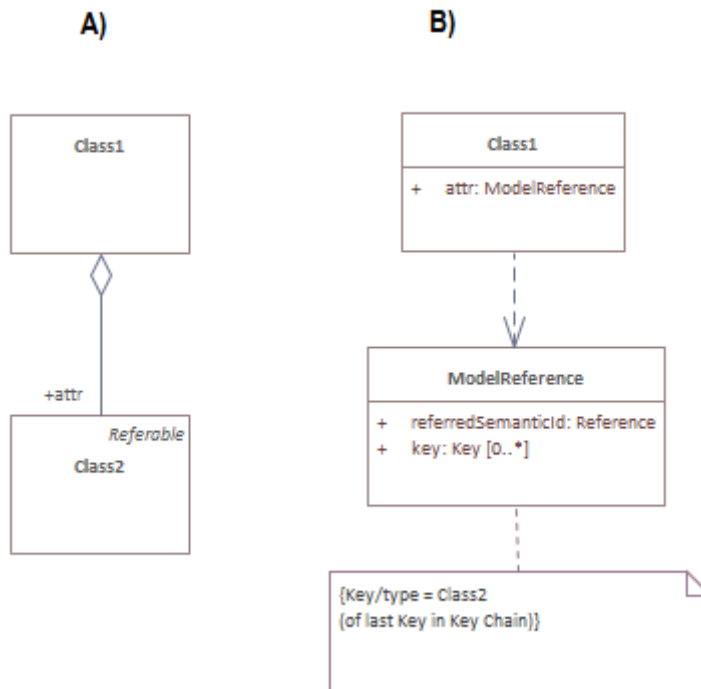 A)
B)
Class1
+attr
Referable
Class2
Class1
+ attr: ModelReference
ModelReference
+ referredSemanticId: Reference
+ key: Key [0..*]
{Key/type = Class2
(of last Key in Key Chain)}